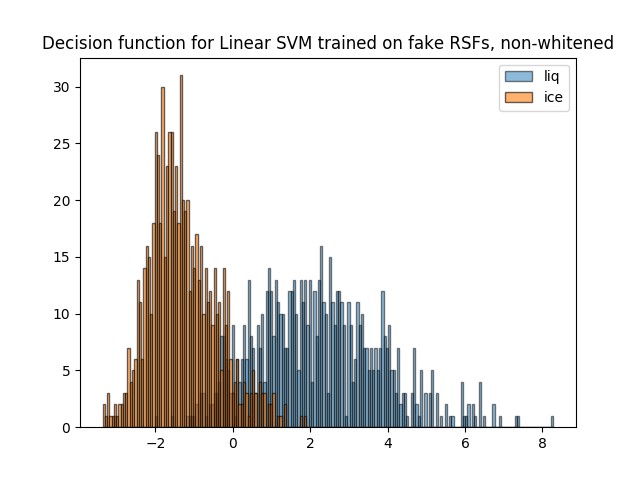 Decision function for Linear SVM trained on fake RSFs, non-whitened
liq
ice
30
25
20
15
10
5
0
−2 0 2 4 6 8